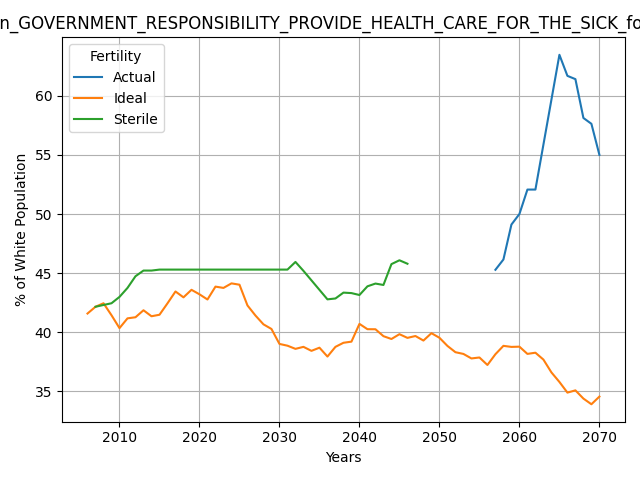 n_GOVERNMENT_RESPONSIBILITY_PROVIDE_HEALTH_CARE_FOR_THE_SICK_fo
Fertility
Actual
Ideal
Sterile
% of White Population
60
55
50
45
40
35
2010 2020 2030 2040 2050 2060 2070
Years